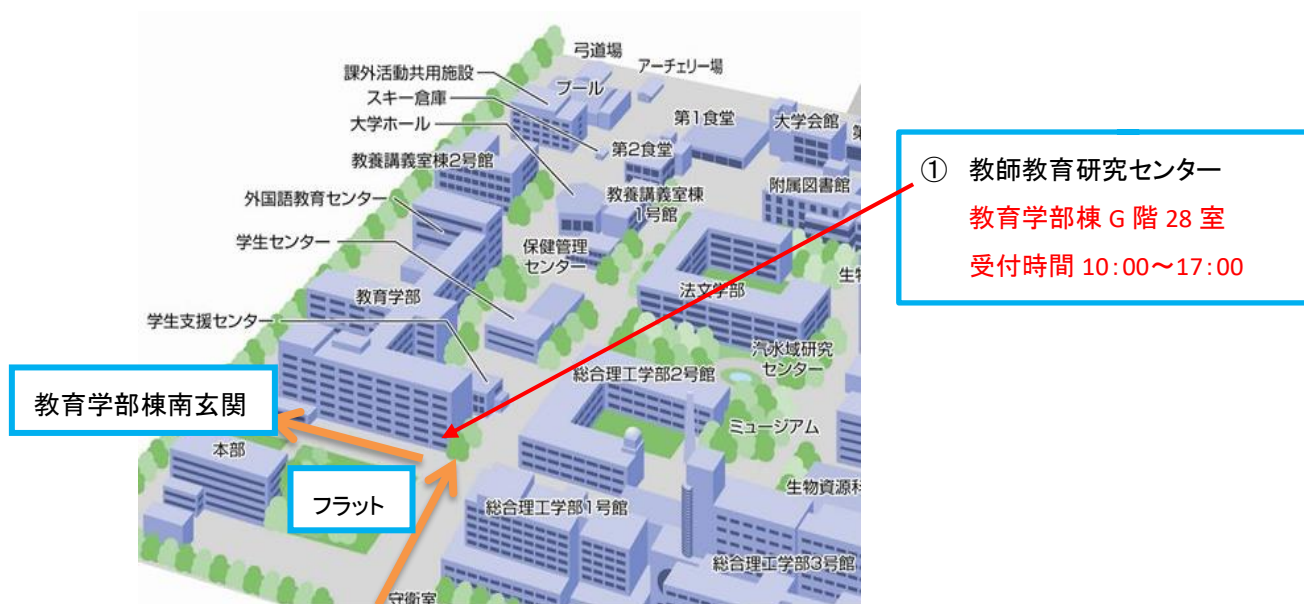 弓道場
アーチェリー場
課外活動共用施設
プール
スキー倉庫
大学ホール
第1食堂
大学会館
第2食堂
教養講義室棟2号館
附属図書館
教養講義室棟
1号館
外国語教育センター
学生センター
保健管理
センター
法文学部
教育学部
学生支援センター
汽水域研究
センター
総合理工学部2号館
ミュージアム
本部
生物資源科
総合理工学部1号館
総合理工学部3号館
守衛室
教育学部棟南玄関
フラット
① 教師教育研究センター
教育学部棟 G 階 28 室
受付時間 10:00～17:00